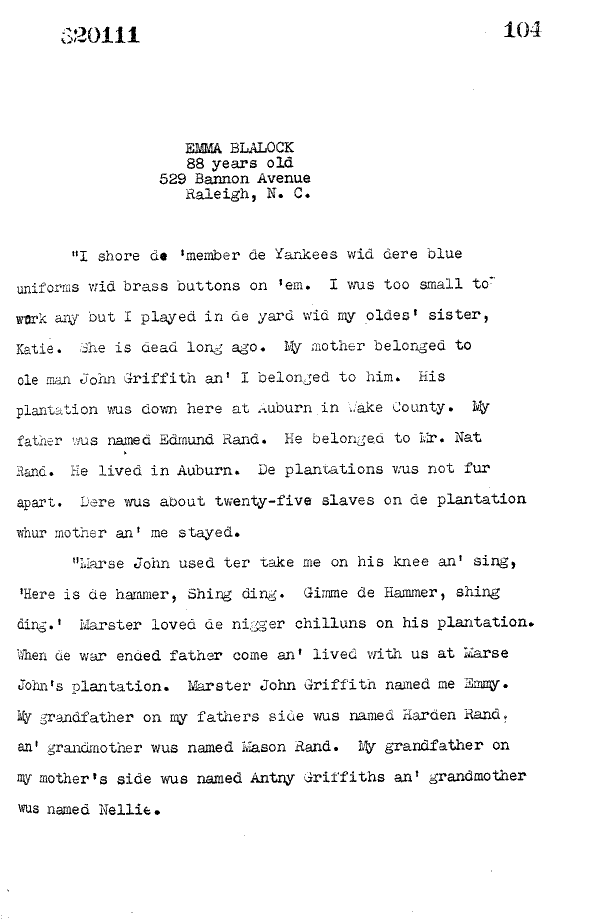 320111
104
EMMA BLALOCK
88 years old
529 Bannon Avenue
Raleigh, N. C.
"I shore do 'member de Yankees wid dere blue
uniforms wid brass buttons on 'em. I wus too small to
work any but I played in de yard wid my oldes' sister,
Katie. She is dead long ago. My mother belonged to
ole man John Griffith an' I belonged to him. His
plantation wus down here at Auburn in Wake County. My
father wus named Edmund Rand. He belonged to Mr. Nat
Rand. He lived in Auburn. De plantations wus not fur
apart. Dere wus about twenty-five slaves on de plantation
whur mother an' me stayed.
"Marse John used ter take me on his knee an' sing,
'Here is de hammer, Shing ding. Gimme de Hammer, shing
ding.' Marster loved de nigger chilluns on his plantation.
When de war ended father come an' lived with us at Marse
John's plantation. Marster John Griffith named me Emmy.
My grandfather on my fathers side wus named Harden Rand,
an' grandmother wus named Mason Rand. My grandfather on
my mother's side wus named Antny Griffiths an' grandmother
wus named Nellie.